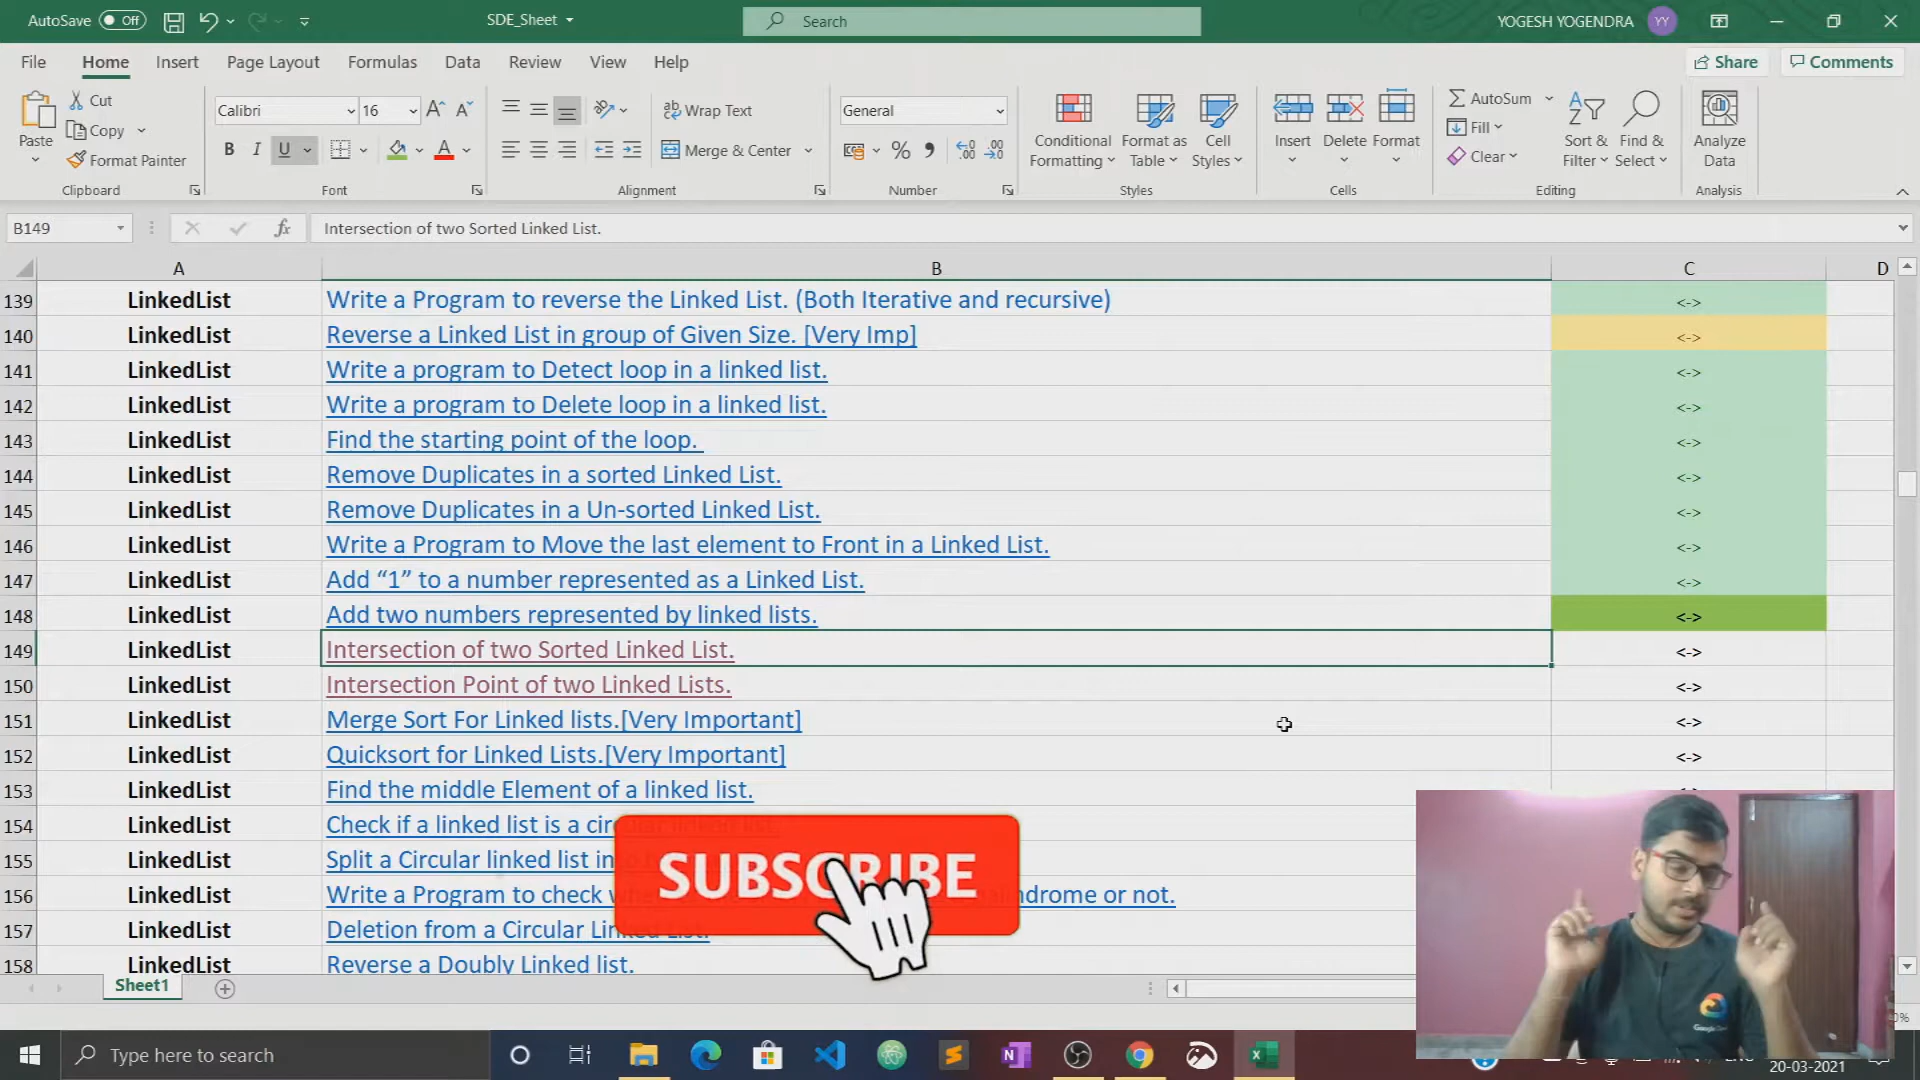 AutoSave Off SDE_Sheet Search YOGESH YOGENDRA YY
File Home Insert Page Layout Formulas Data Review View Help Share Comments
Paste Cut Copy Format Painter Clipboard
Calibri 16 B I U Font
Wrap Text Merge & Center Alignment
General Number
Conditional Formatting Format as Table Cell Styles Styles
Insert Delete Format Cells
AutoSum Fill Clear Sort & Filter Find & Select Editing
Analyze Data Analysis
B149 fx Intersection of two Sorted Linked List.
A B C D
139 LinkedList Write a Program to reverse the Linked List. (Both Iterative and recursive) <->
140 LinkedList Reverse a Linked List in group of Given Size. [Very Imp] <->
141 LinkedList Write a program to Detect loop in a linked list. <->
142 LinkedList Write a program to Delete loop in a linked list. <->
143 LinkedList Find the starting point of the loop. <->
144 LinkedList Remove Duplicates in a sorted Linked List. <->
145 LinkedList Remove Duplicates in a Un-sorted Linked List. <->
146 LinkedList Write a Program to Move the last element to Front in a Linked List. <->
147 LinkedList Add “1” to a number represented as a Linked List. <->
148 LinkedList Add two numbers represented by linked lists. <->
149 LinkedList Intersection of two Sorted Linked List. <->
150 LinkedList Intersection Point of two Linked Lists. <->
151 LinkedList Merge Sort For Linked lists.[Very Important] <->
152 LinkedList Quicksort for Linked Lists.[Very Important] <->
153 LinkedList Find the middle Element of a linked list.
154 LinkedList Check if a linked list is a circular linked list.
155 LinkedList Split a Circular linked list
156 LinkedList Write a Program to check or not.
157 LinkedList Deletion from a Circular
158 LinkedList Reverse a Doubly Linked list.
SUBSCRIBE
Sheet1
Type here to search
20-03-2021